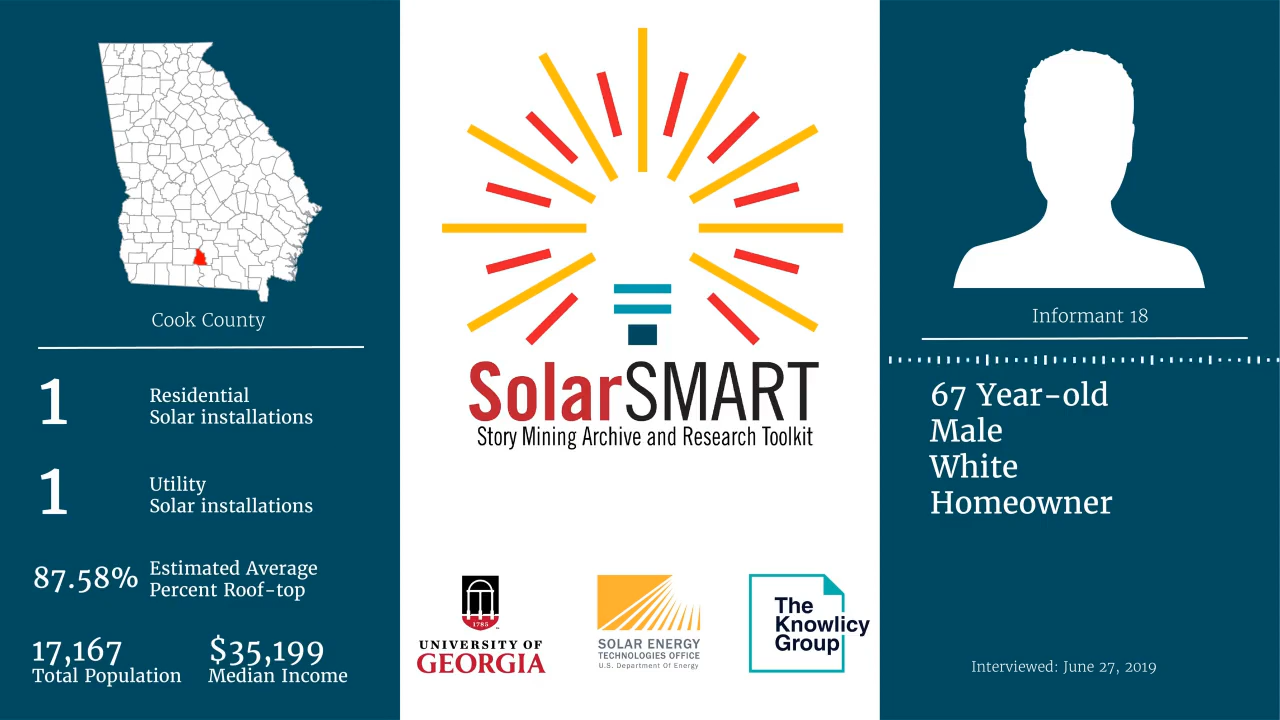 Cook County
1
Residential
Solar installations
1
Utility
Solar installations
87.58%
Estimated Average
Percent Roof-top
17,167
Total Population
$35,199
Median Income
SolarSMART
Story Mining Archive and Research Toolkit
1785
UNIVERSITY OF
GEORGIA
SOLAR ENERGY
TECHNOLOGIES OFFICE
U.S. Department Of Energy
The
Knowlicy
Group
Informant 18
67 Year-old
Male
White
Homeowner
Interviewed: June 27, 2019